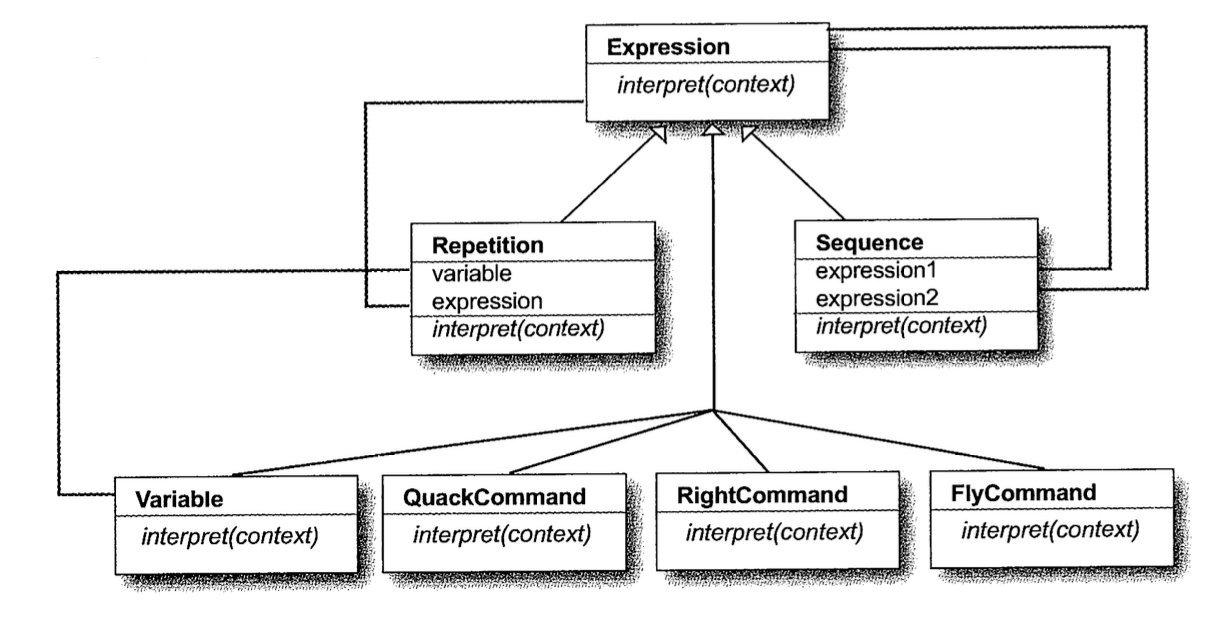 Expression
interpret(context)
Repetition
variable
expression
interpret(context)
Sequence
expression1
expression2
interpret(context)
Variable
interpret(context)
QuackCommand
interpret(context)
RightCommand
interpret(context)
FlyCommand
interpret(context)